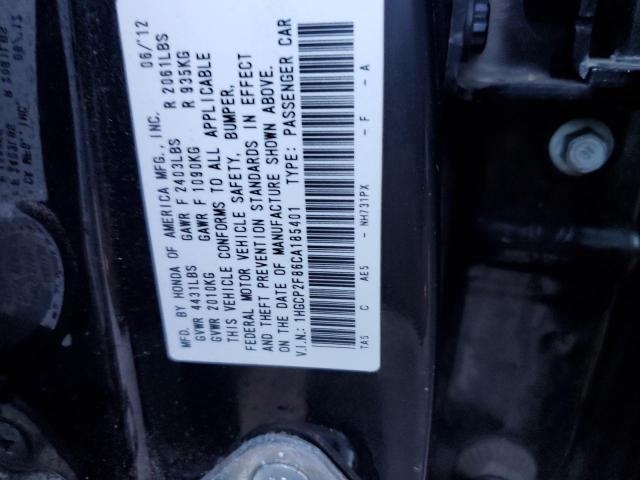 MFD. BY HONDA OF AMERICA MFG., INC. 06/12
GVWR 4431LBS GAWR F 2403LBS R 2061LBS
GVWR 2010KG GAWR F 1090KG R 935KG
THIS VEHICLE CONFORMS TO ALL APPLICABLE
FEDERAL MOTOR VEHICLE SAFETY, BUMPER,
AND THEFT PREVENTION STANDARDS IN EFFECT
ON THE DATE OF MANUFACTURE SHOWN ABOVE.
V.I.N.: 1HGCP2F86CA185401 TYPE: PASSENGER CAR
TA5 C AE5 - NH731PX - F - A